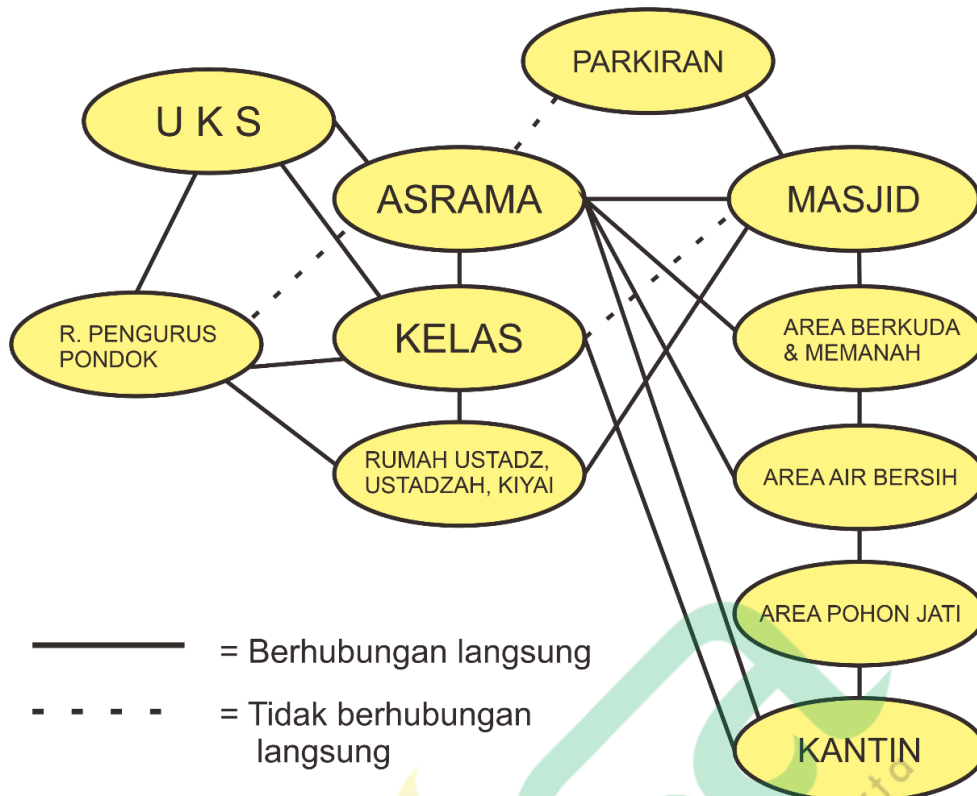 PARKIRAN
U K S
ASRAMA
MASJID
R. PENGURUS
PONDOK
KELAS
AREA BERKUDA
& MEMANAH
RUMAH USTADZ,
USTADZAH, KIYAI
AREA AIR BERSIH
AREA POHON JATI
KANTIN
= Berhubungan langsung
= Tidak berhubungan
langsung